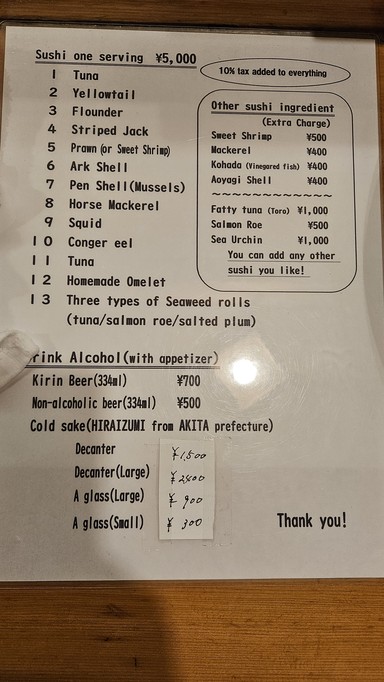 Sushi one serving ¥5,000
10% tax added to everything
1 Tuna
2 Yellowtail
3 Flounder
4 Striped Jack
5 Prawn (or Sweet Shrimp)
6 Ark Shell
7 Pen Shell(Mussels)
8 Horse Mackerel
9 Squid
10 Conger eel
11 Tuna
12 Homemade Omelet
13 Three types of Seaweed rolls
(tuna/salmon roe/salted plum)
Other sushi ingredient
(Extra Charge)
Sweet Shrimp ¥500
Mackerel ¥400
Kohada (Vinegared fish) ¥400
Aoyagi Shell ¥400
~~~~~~~~~~~~
Fatty tuna (Toro) ¥1,000
Salmon Roe ¥500
Sea Urchin ¥1,000
You can add any other
sushi you like!
rink Alcohol(with appetizer)
Kirin Beer(334ml) ¥700
Non-alcoholic beer(334ml) ¥500
Cold sake(HIRAIZUMI from AKITA prefecture)
Decanter ¥1,500
Decanter(Large) ¥2400
A glass(Large) ¥900
A glass(Small) ¥300
Thank you!